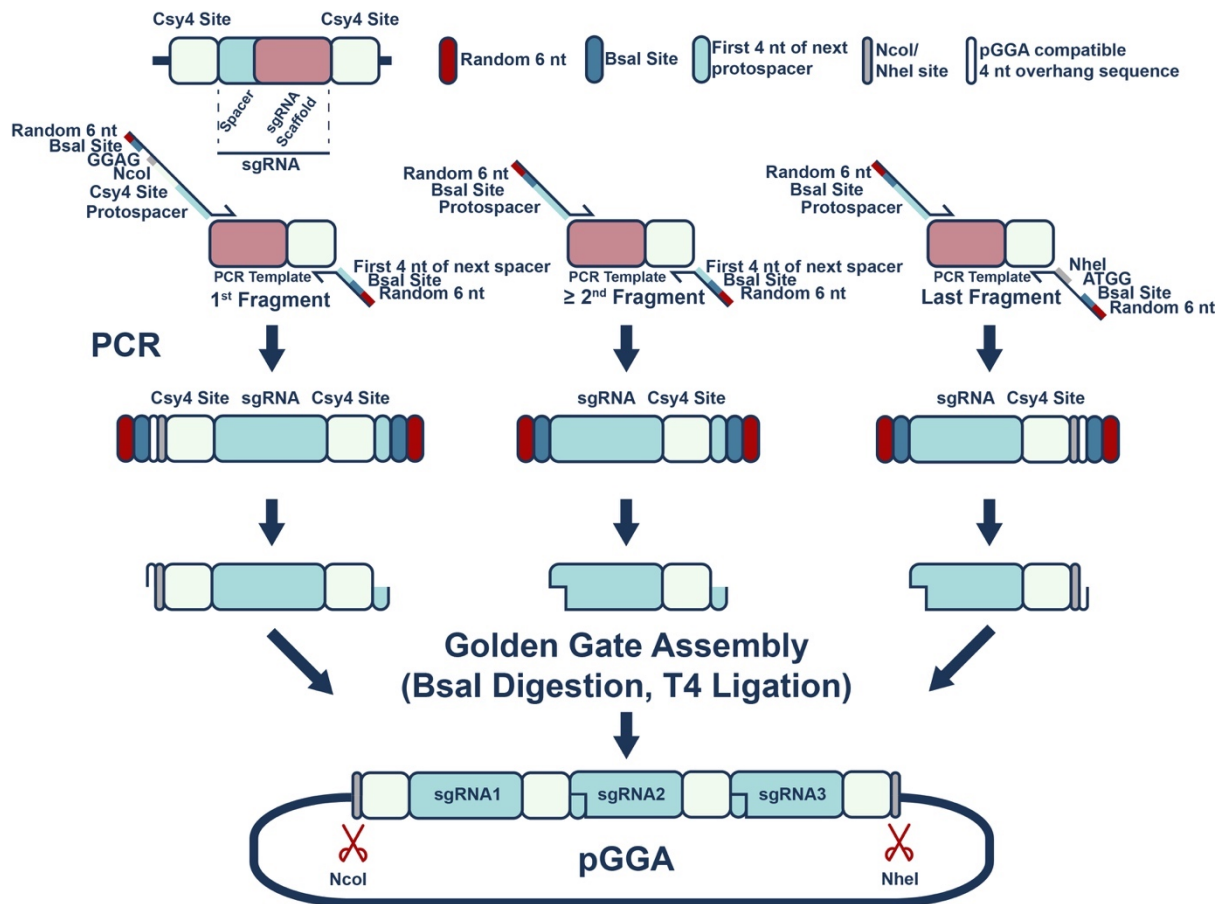 Csy4 Site
Csy4 Site
Random 6 nt
BsaI Site
First 4 nt of next
protospacer
NcoI/
NheI site
pGGA compatible
4 nt overhang sequence
Spacer
sgRNA
Scaffold
sgRNA
Random 6 nt
BsaI Site
GGAG
NcoI
Csy4 Site
Protospacer
PCR Template
1st Fragment
First 4 nt of next spacer
BsaI Site
Random 6 nt
Random 6 nt
BsaI Site
Protospacer
PCR Template
≥ 2nd Fragment
First 4 nt of next spacer
BsaI Site
Random 6 nt
Random 6 nt
BsaI Site
Protospacer
PCR Template
Last Fragment
NheI
ATGG
BsaI Site
Random 6 nt
PCR
Csy4 Site sgRNA Csy4 Site
sgRNA Csy4 Site
sgRNA Csy4 Site
Golden Gate Assembly
(BsaI Digestion, T4 Ligation)
sgRNA1
sgRNA2
sgRNA3
pGGA
NcoI
NheI